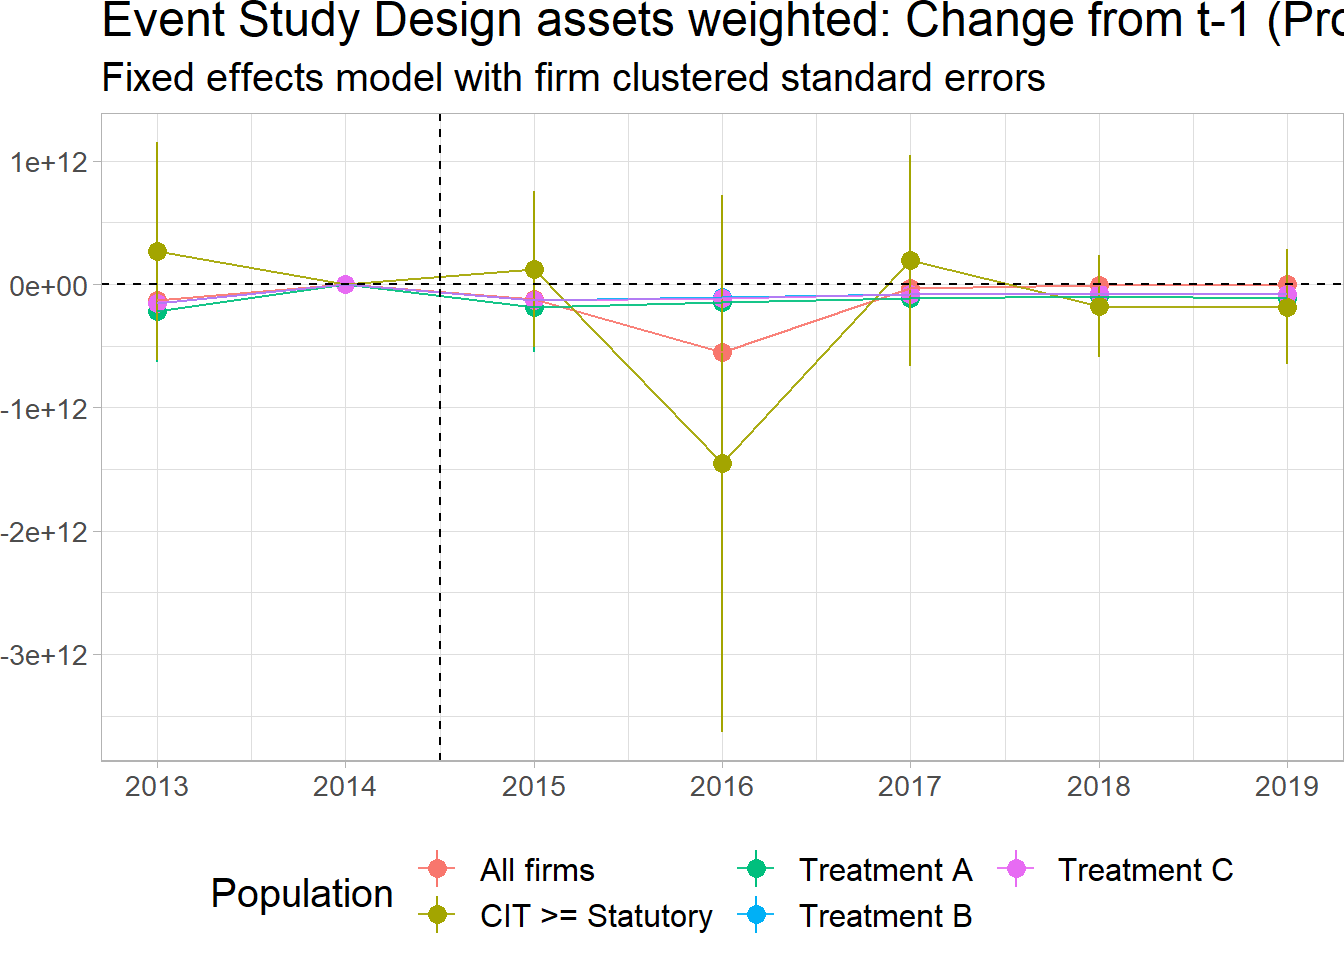 Event Study Design assets weighted: Change from t-1 (Pro
Fixed effects model with firm clustered standard errors
1e+12
0e+00
-1e+12
-2e+12
-3e+12
2013 2014 2015 2016 2017 2018 2019
Population
All firms
CIT >= Statutory
Treatment A
Treatment B
Treatment C